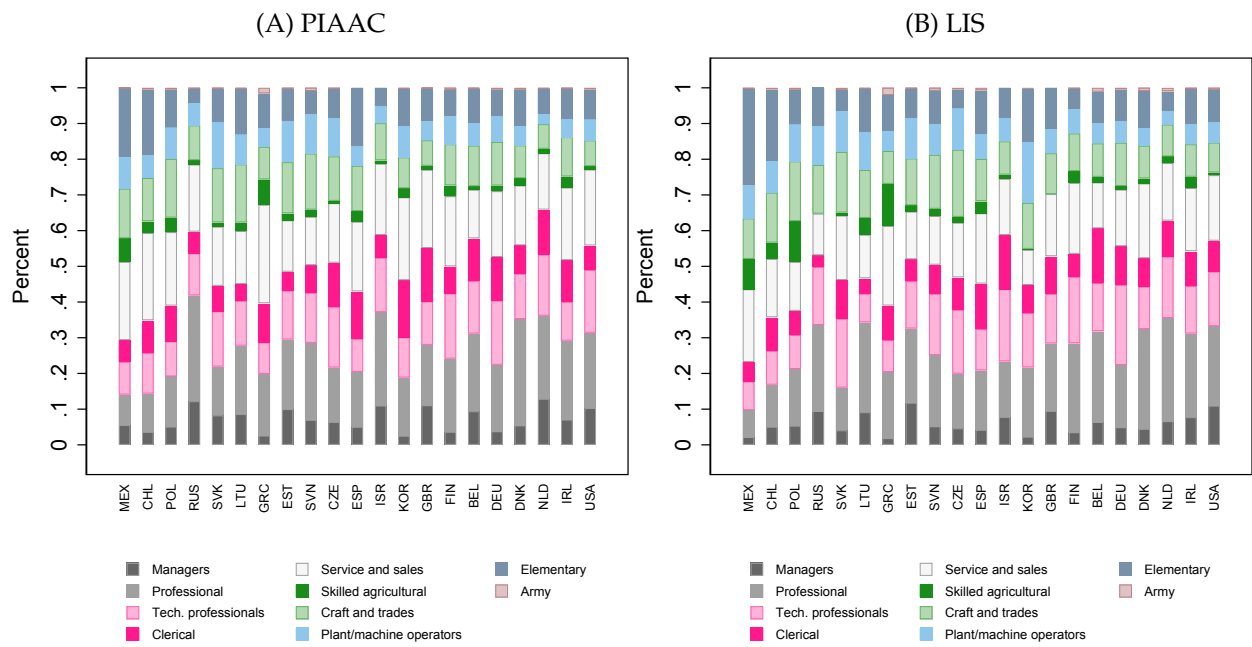 (A) PIAAC
Percent
1
.9
.8
.7
.6
.5
.4
.3
.2
.1
0
MEX CHL POL RUS SVK LTU GRC EST SVN CZE ESP ISR KOR GBR FIN BEL DEU DNK NLD IRL USA
Managers
Professional
Tech. professionals
Clerical
Service and sales
Skilled agricultural
Craft and trades
Plant/machine operators
Elementary
Army
(B) LIS
Percent
1
.9
.8
.7
.6
.5
.4
.3
.2
.1
0
MEX CHL POL RUS SVK LTU GRC EST SVN CZE ESP ISR KOR GBR FIN BEL DEU DNK NLD IRL USA
Managers
Professional
Tech. professionals
Clerical
Service and sales
Skilled agricultural
Craft and trades
Plant/machine operators
Elementary
Army